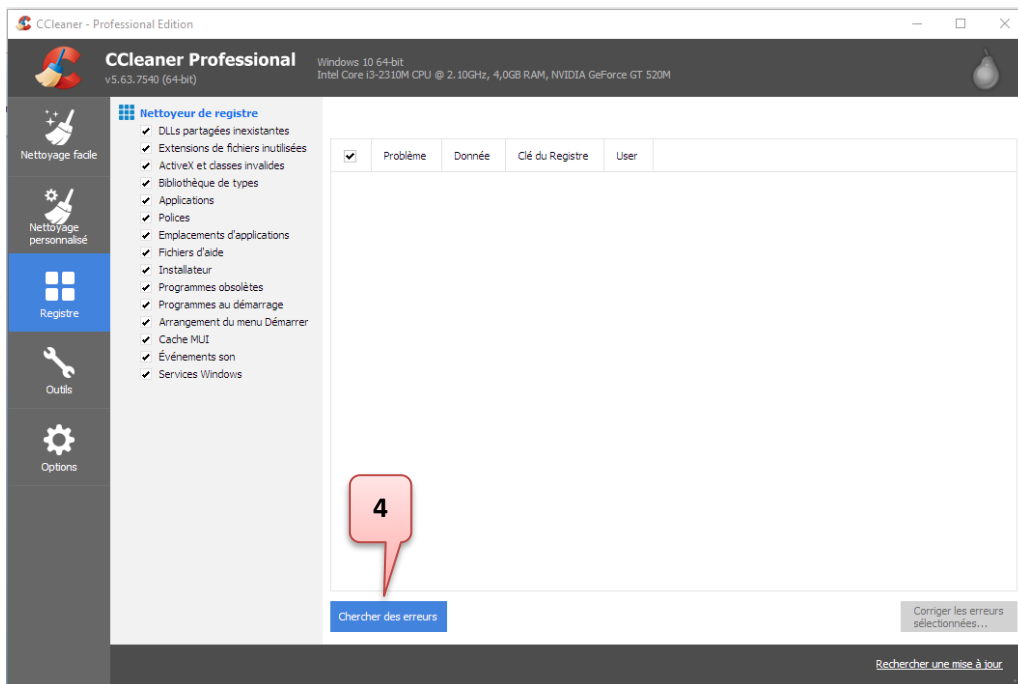 CCleaner - Professional Edition
CCleaner Professional
v5.63.7540 (64-bit)
Windows 10 64-bit
Intel Core i3-2310M CPU @ 2.10GHz, 4,0GB RAM, NVIDIA GeForce GT 520M
Nettoyage facile
Nettoyage
personnalisé
Registre
Outils
Options
Nettoyeur de registre
DLLs partagées inexistantes
Extensions de fichiers inutilisées
ActiveX et classes invalides
Bibliothèque de types
Applications
Polices
Emplacements d'applications
Fichiers d'aide
Installateur
Programmes obsolètes
Programmes au démarrage
Arrangement du menu Démarrer
Cache MUI
Événements son
Services Windows
Problème Donnée Clé du Registre User
4
Chercher des erreurs
Corriger les erreurs
sélectionnées...
Rechercher une mise à jour